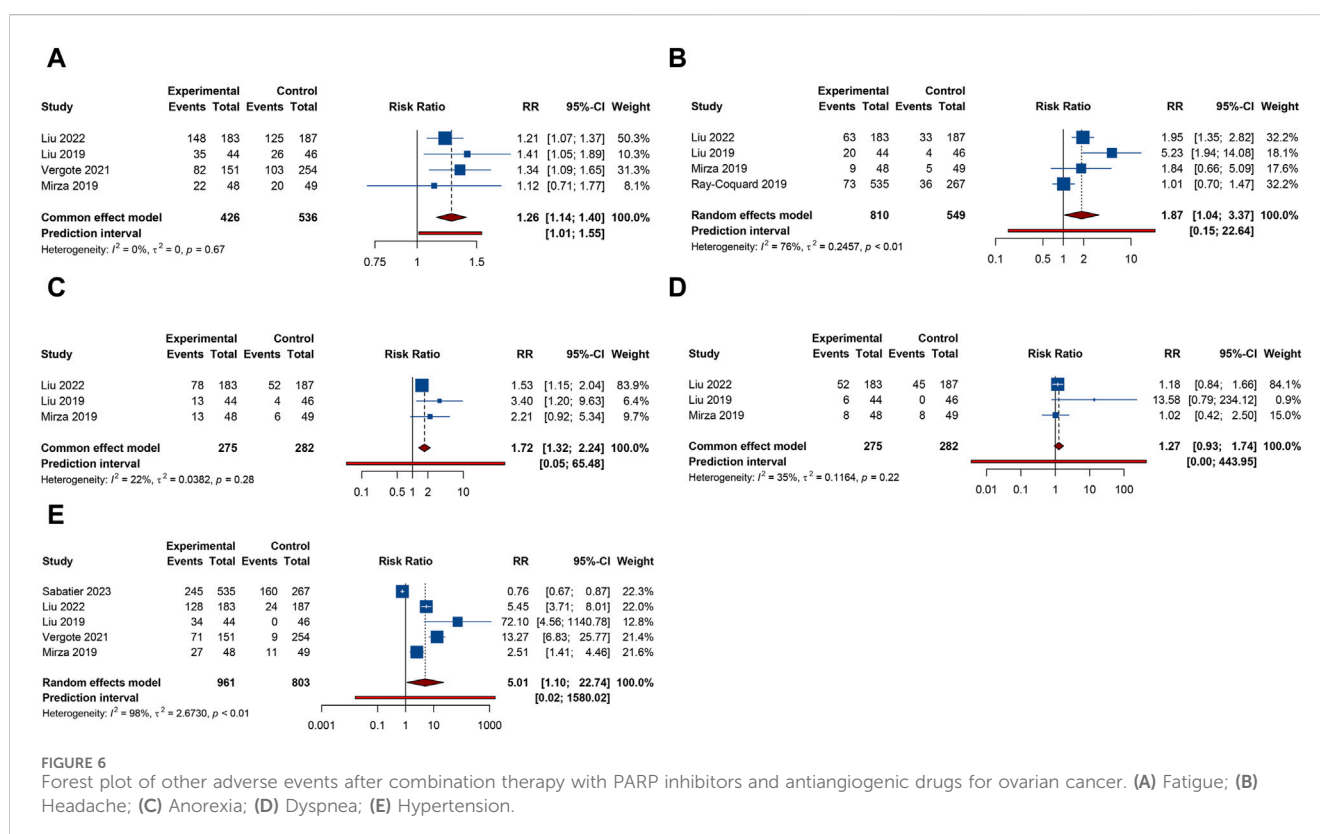 A
Experimental Control
Study Events Total Events Total Risk Ratio RR 95%-CI Weight
Liu 2022 148 183 125 187 1.21 [1.07; 1.37] 50.3%
Liu 2019 35 44 26 46 1.41 [1.05; 1.89] 10.3%
Vergote 2021 82 151 103 254 1.34 [1.09; 1.65] 31.3%
Mirza 2019 22 48 20 49 1.12 [0.71; 1.77] 8.1%
Common effect model 426 536 1.26 [1.14; 1.40] 100.0%
Prediction interval [1.01; 1.55]
Heterogeneity: I² = 0%, τ² = 0, p = 0.67
0.75 1 1.5
B
Experimental Control
Study Events Total Events Total Risk Ratio RR 95%-CI Weight
Liu 2022 63 183 33 187 1.95 [1.35; 2.82] 32.2%
Liu 2019 20 44 4 46 5.23 [1.94; 14.08] 18.1%
Mirza 2019 9 48 5 49 1.84 [0.66; 5.09] 17.6%
Ray-Coquard 2019 73 535 36 267 1.01 [0.70; 1.47] 32.2%
Random effects model 810 549 1.87 [1.04; 3.37] 100.0%
Prediction interval [0.15; 22.64]
Heterogeneity: I² = 76%, τ² = 0.2457, p < 0.01
0.1 0.5 1 2 10
C
Experimental Control
Study Events Total Events Total Risk Ratio RR 95%-CI Weight
Liu 2022 78 183 52 187 1.53 [1.15; 2.04] 83.9%
Liu 2019 13 44 4 46 3.40 [1.20; 9.63] 6.4%
Mirza 2019 13 48 6 49 2.21 [0.92; 5.34] 9.7%
Common effect model 275 282 1.72 [1.32; 2.24] 100.0%
Prediction interval [0.05; 65.48]
Heterogeneity: I² = 22%, τ² = 0.0382, p = 0.28
0.1 0.5 1 2 10
D
Experimental Control
Study Events Total Events Total Risk Ratio RR 95%-CI Weight
Liu 2022 52 183 45 187 1.18 [0.84; 1.66] 84.1%
Liu 2019 6 44 0 46 13.58 [0.79; 234.12] 0.9%
Mirza 2019 8 48 8 49 1.02 [0.42; 2.50] 15.0%
Common effect model 275 282 1.27 [0.93; 1.74] 100.0%
Prediction interval [0.00; 443.95]
Heterogeneity: I² = 35%, τ² = 0.1164, p = 0.22
0.01 0.1 1 10 100
E
Experimental Control
Study Events Total Events Total Risk Ratio RR 95%-CI Weight
Sabatier 2023 245 535 160 267 0.76 [0.67; 0.87] 22.3%
Liu 2022 128 183 24 187 5.45 [3.71; 8.01] 22.0%
Liu 2019 34 44 0 46 72.10 [4.56; 1140.78] 12.8%
Vergote 2021 71 151 9 254 13.27 [6.83; 25.77] 21.4%
Mirza 2019 27 48 11 49 2.51 [1.41; 4.46] 21.6%
Random effects model 961 803 5.01 [1.10; 22.74] 100.0%
Prediction interval [0.02; 1580.02]
Heterogeneity: I² = 98%, τ² = 2.6730, p < 0.01
0.001 0.1 1 10 1000
FIGURE 6
Forest plot of other adverse events after combination therapy with PARP inhibitors and antiangiogenic drugs for ovarian cancer. (A) Fatigue; (B)
Headache; (C) Anorexia; (D) Dyspnea; (E) Hypertension.